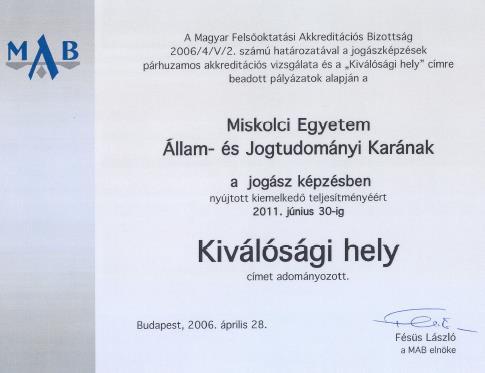 MAB
A Magyar Felsőoktatási Akkreditációs Bizottság
2006/4/V/2. számú határozatával a jogászképzések
párhuzamos akkreditációs vizsgálata és a „Kiválósági hely" címre
beadott pályázatok alapján a
Miskolci Egyetem
Állam- és Jogtudományi Karának
a jogász képzésben
nyújtott kiemelkedő teljesítményéért
2011. június 30-ig
Kiválósági hely
címet adományozott.
Budapest, 2006. április 28.
Fésüs László
a MAB elnöke